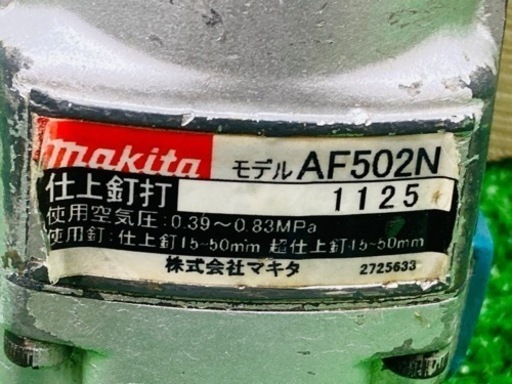 makita モデル AF502N
仕上釘打 1125
使用空気圧:0.39~0.83MPa
使用釘:仕上釘15~50mm 超仕上釘15~50mm
株式会社マキタ 2725633